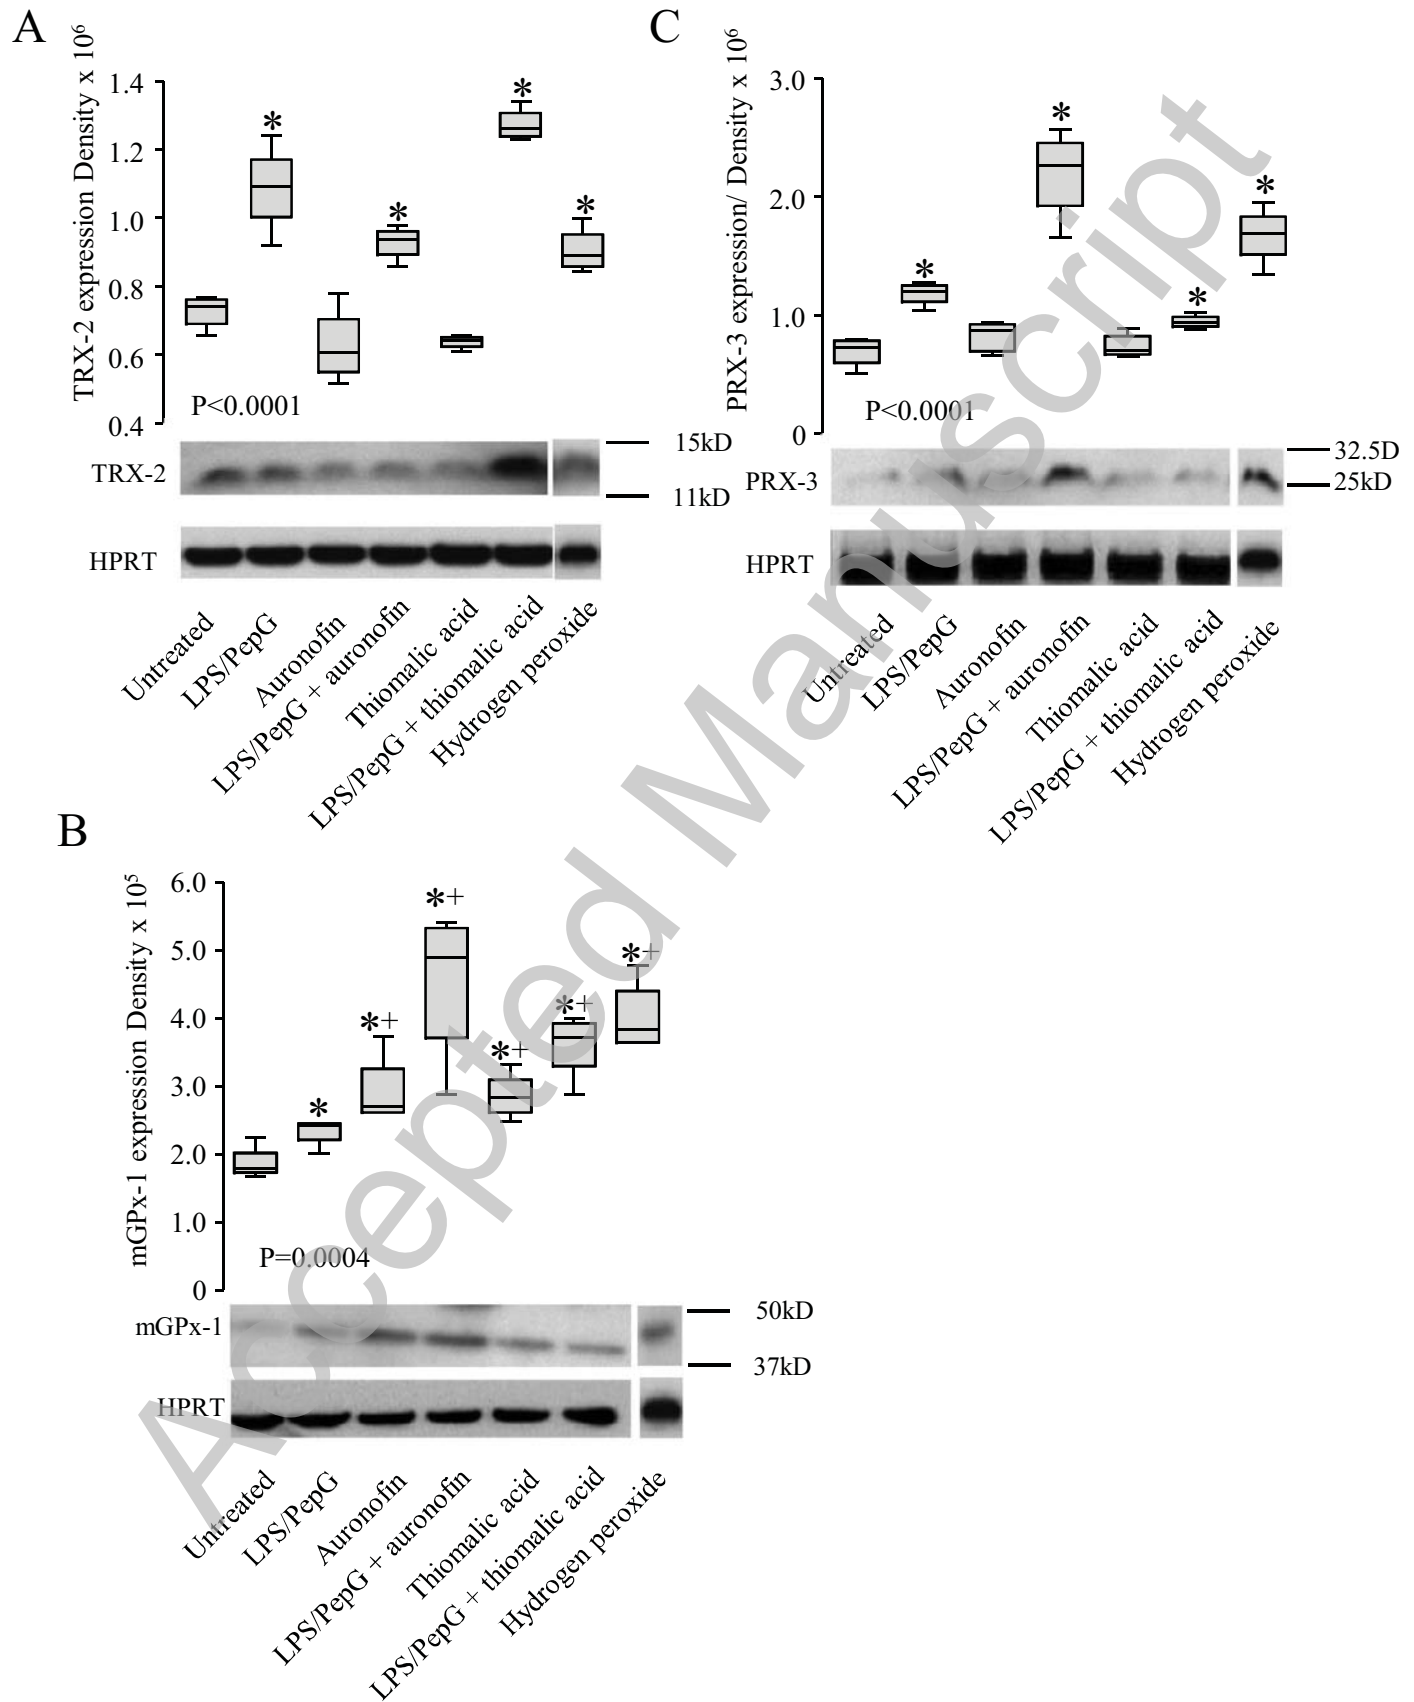 A
TRX-2 expression Density x 10⁶
1.4
1.2
1.0
0.8
0.6
0.4
*
*
*
*
P<0.0001
TRX-2
15kD
11kD
HPRT
Untreated
LPS/PepG
Auronofin
LPS/PepG + auronofin
Thiomalic acid
LPS/PepG + thiomalic acid
Hydrogen peroxide
C
PRX-3 expression/ Density x 10⁶
3.0
2.0
1.0
0
*
*
*
*
P<0.0001
PRX-3
32.5D
25kD
HPRT
Untreated
LPS/PepG
Auronofin
LPS/PepG + auronofin
Thiomalic acid
LPS/PepG + thiomalic acid
Hydrogen peroxide
B
mGPx-1 expression Density x 10⁵
6.0
5.0
4.0
3.0
2.0
1.0
0
*
*+
*+
*+
*+
*+
P=0.0004
mGPx-1
50kD
37kD
HPRT
Untreated
LPS/PepG
Auronofin
LPS/PepG + auronofin
Thiomalic acid
LPS/PepG + thiomalic acid
Hydrogen peroxide
Accepted Manuscript